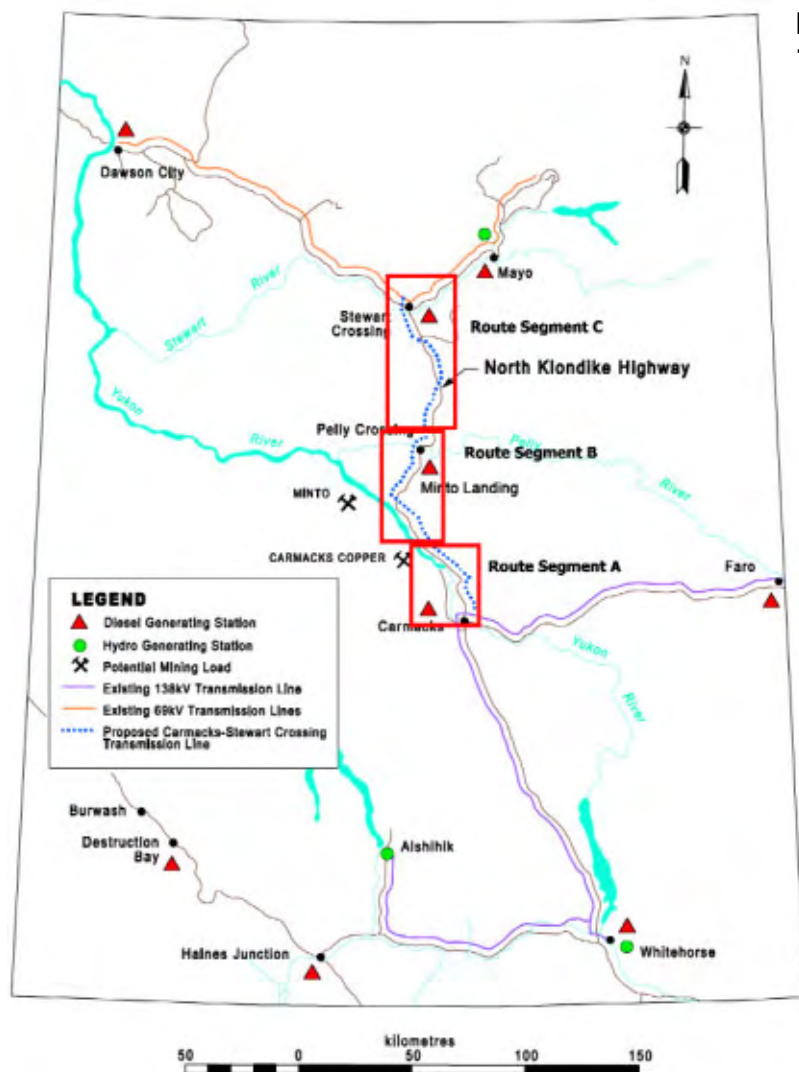 N
Dawson City
Mayo
Stewart
River
Stewart
Crossing
Route Segment C
North Klondike Highway
Yukon
River
Pelly Crossing
Pelly
River
Route Segment B
Minto Landing
MINTO
CARMACKS COPPER
Route Segment A
Faro
Carmacks
Yukon
River
LEGEND
Diesel Generating Station
Hydro Generating Station
Potential Mining Load
Existing 138kV Transmission Line
Existing 69kV Transmission Lines
Proposed Carmacks-Stewart Crossing
Transmission Line
Burwash
Destruction
Bay
Aishihik
Haines Junction
Whitehorse
kilometres
50 0 50 100 150